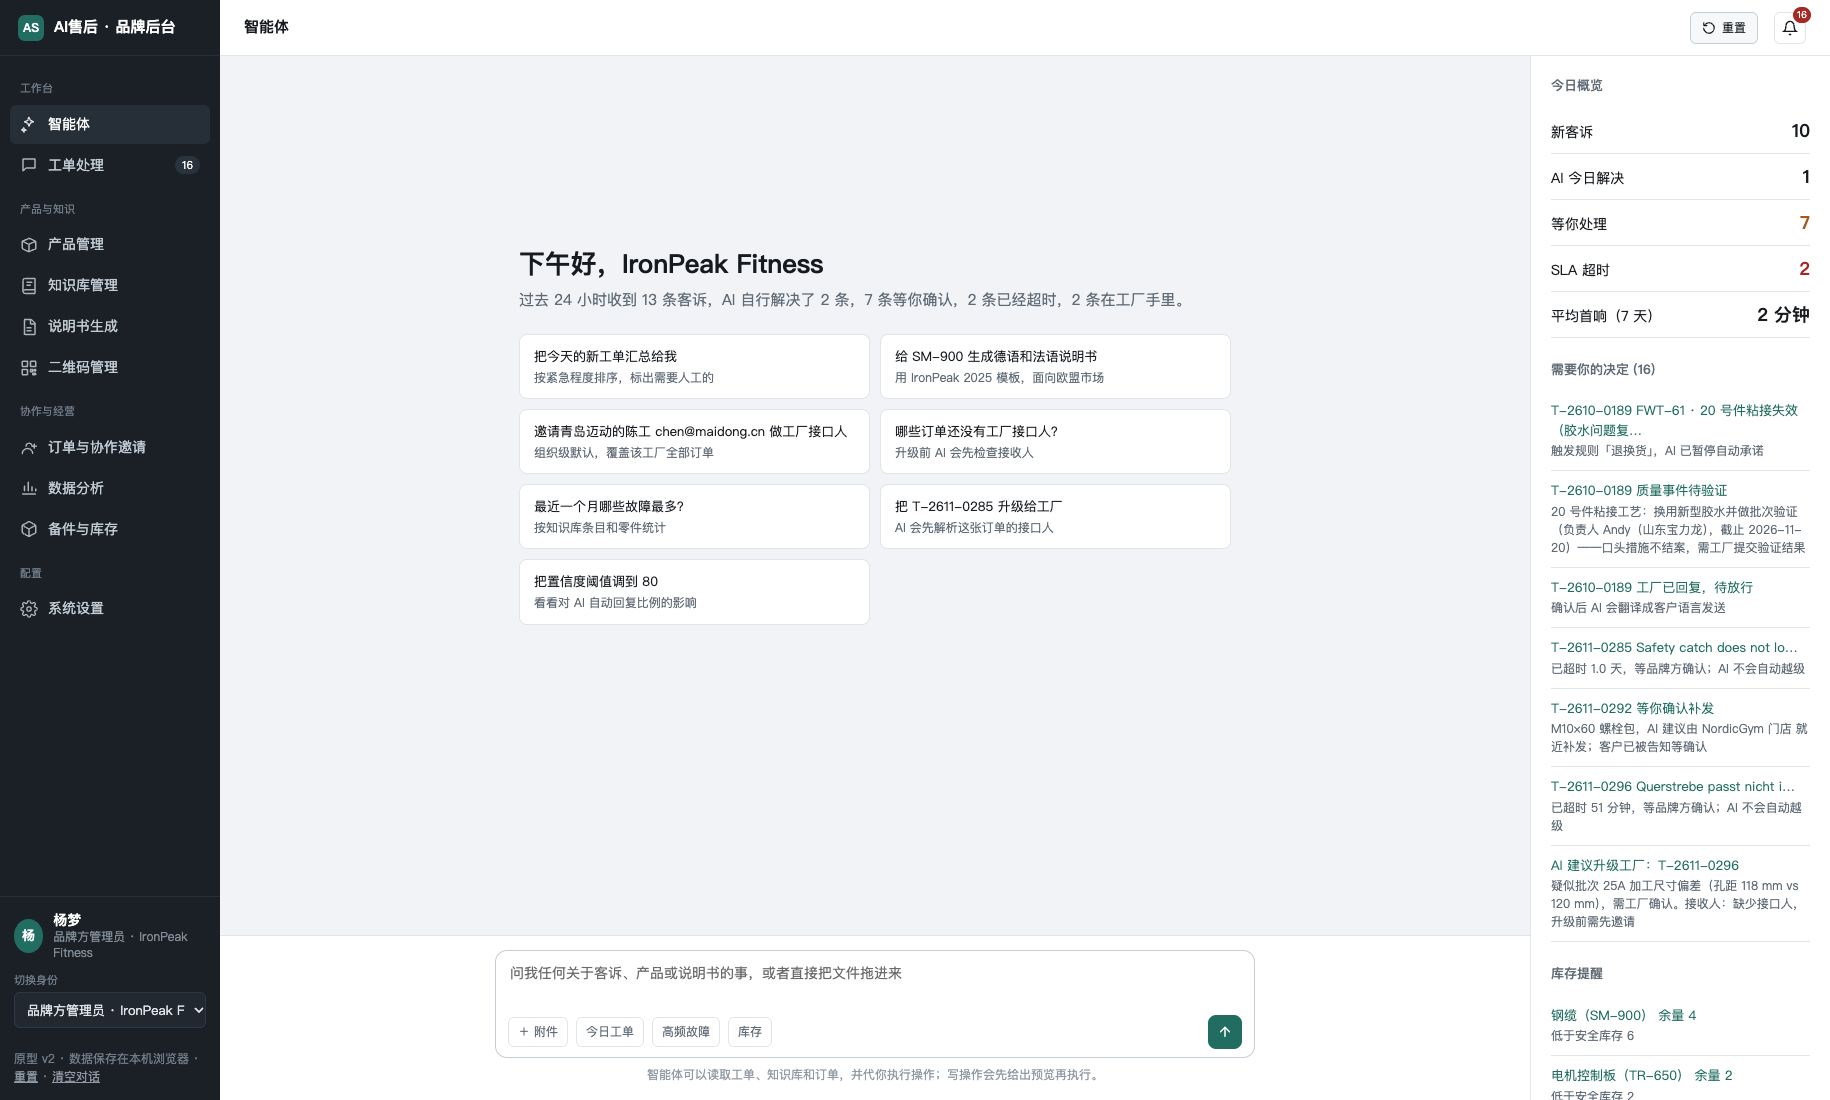 AS AI售后 · 品牌后台
工作台
智能体
工单处理 16
产品与知识
产品管理
知识库管理
说明书生成
二维码管理
协作与经营
订单与协作邀请
数据分析
备件与库存
配置
系统设置
杨
杨梦
品牌方管理员 · IronPeak
Fitness
切换身份
品牌方管理员 · IronPeak F
原型 v2 · 数据保存在本机浏览器 ·
重置 · 清空对话
智能体
重置
16
下午好，IronPeak Fitness
过去 24 小时收到 13 条客诉，AI 自行解决了 2 条，7 条等你确认，2 条已经超时，2 条在工厂手里。
把今天的新工单汇总给我
按紧急程度排序，标出需要人工的
给 SM-900 生成德语和法语说明书
用 IronPeak 2025 模板，面向欧盟市场
邀请青岛迈动的陈工 chen@maidong.cn 做工厂接口人
组织级默认，覆盖该工厂全部订单
哪些订单还没有工厂接口人？
升级前 AI 会先检查接收人
最近一个月哪些故障最多？
按知识库条目和零件统计
把 T-2611-0285 升级给工厂
AI 会先解析这张订单的接口人
把置信度阈值调到 80
看看对 AI 自动回复比例的影响
问我任何关于客诉、产品或说明书的事，或者直接把文件拖进来
+ 附件
今日工单
高频故障
库存
智能体可以读取工单、知识库和订单，并代你执行操作；写操作会先给出预览再执行。
今日概览
新客诉 10
AI 今日解决 1
等你处理 7
SLA 超时 2
平均首响（7 天） 2 分钟
需要你的决定 (16)
T-2610-0189 FWT-61 · 20 号件粘接失效
（胶水问题复…
触发规则「退换货」，AI 已暂停自动承诺
T-2610-0189 质量事件待验证
20 号件粘接工艺：换用新型胶水并做批次验证
（负责人 Andy（山东宝力龙），截止 2026-11-
20）——口头措施不结案，需工厂提交验证结果
T-2610-0189 工厂已回复，待放行
确认后 AI 会翻译成客户语言发送
T-2611-0285 Safety catch does not lo…
已超时 1.0 天，等品牌方确认；AI 不会自动越级
T-2611-0292 等你确认补发
M10×60 螺栓包，AI 建议由 NordicGym 门店 就
近补发；客户已被告知等确认
T-2611-0296 Querstrebe passt nicht i…
已超时 51 分钟，等品牌方确认；AI 不会自动越
级
AI 建议升级工厂：T-2611-0296
疑似批次 25A 加工尺寸偏差（孔距 118 mm vs
120 mm），需工厂确认。接收人：缺少接口人，
升级前需先邀请
库存提醒
钢缆（SM-900） 余量 4
低于安全库存 6
电机控制板（TR-650） 余量 2
低于安全库存 2